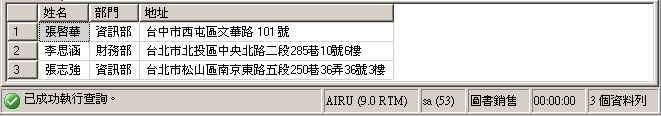 姓名 部門 地址
1 張啓華 資訊部 台中市西屯區文華路 101 號
2 李思涵 財務部 台北市北投區中央北路二段285巷10號6樓
3 張志強 資訊部 台北市松山區南京東路五段250巷36弄36號3樓
已成功執行查詢。 AIRU (9.0 RTM) sa (53) 圖書銷售 00:00:00 3 個資料列